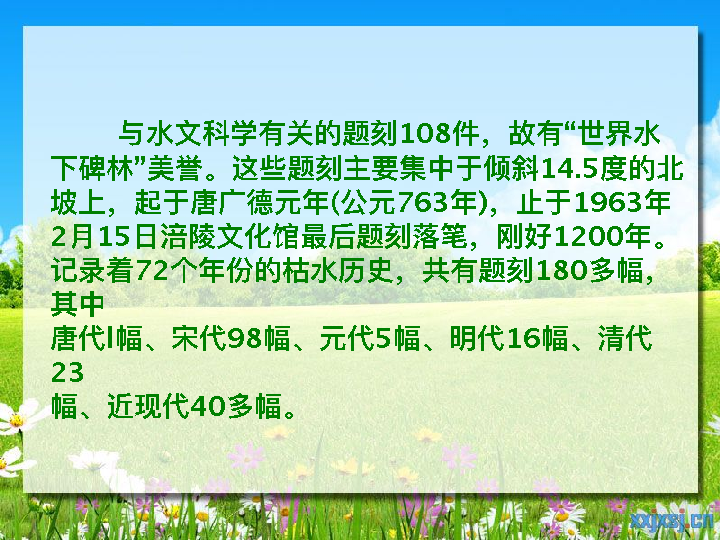 与水文科学有关的题刻108件，故有“世界水
下碑林”美誉。这些题刻主要集中于倾斜14.5度的北
坡上，起于唐广德元年(公元763年)，止于1963年
2月15日涪陵文化馆最后题刻落笔，刚好1200年。
记录着72个年份的枯水历史，共有题刻180多幅，
其中
唐代l幅、宋代98幅、元代5幅、明代16幅、清代
23
幅、近现代40多幅。
xxjxsj.cn